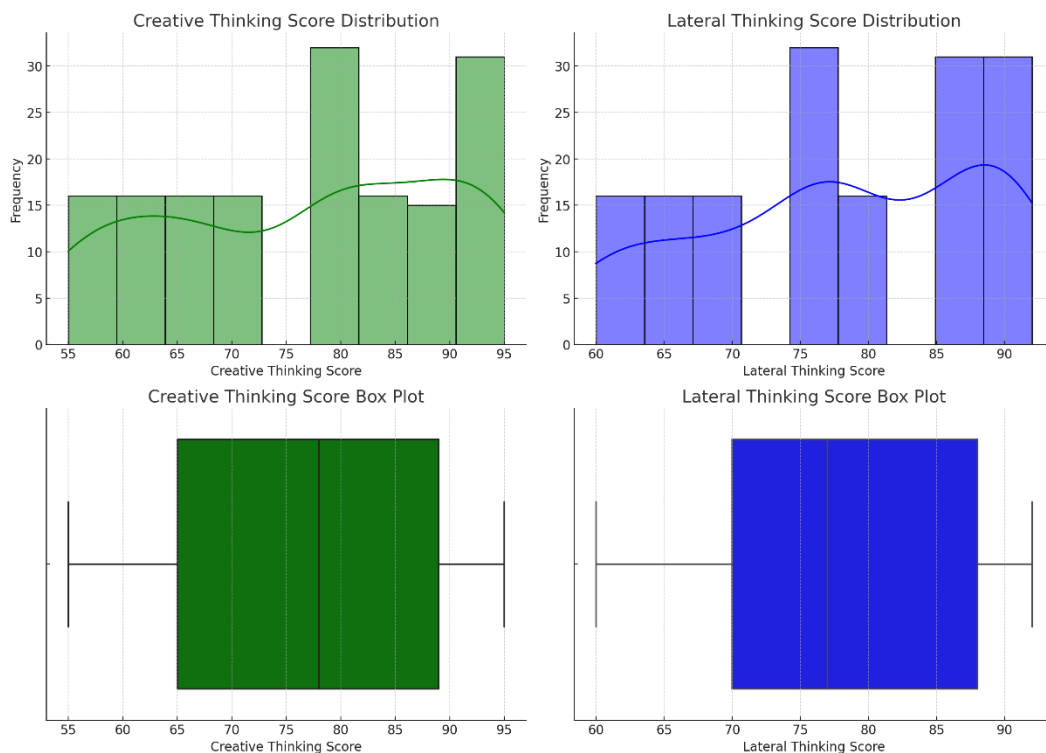 Creative Thinking Score Distribution
Frequency
30
25
20
15
10
5
0
55 60 65 70 75 80 85 90 95
Creative Thinking Score
Lateral Thinking Score Distribution
Frequency
30
25
20
15
10
5
0
60 65 70 75 80 85 90
Lateral Thinking Score
Creative Thinking Score Box Plot
55 60 65 70 75 80 85 90 95
Creative Thinking Score
Lateral Thinking Score Box Plot
60 65 70 75 80 85 90
Lateral Thinking Score